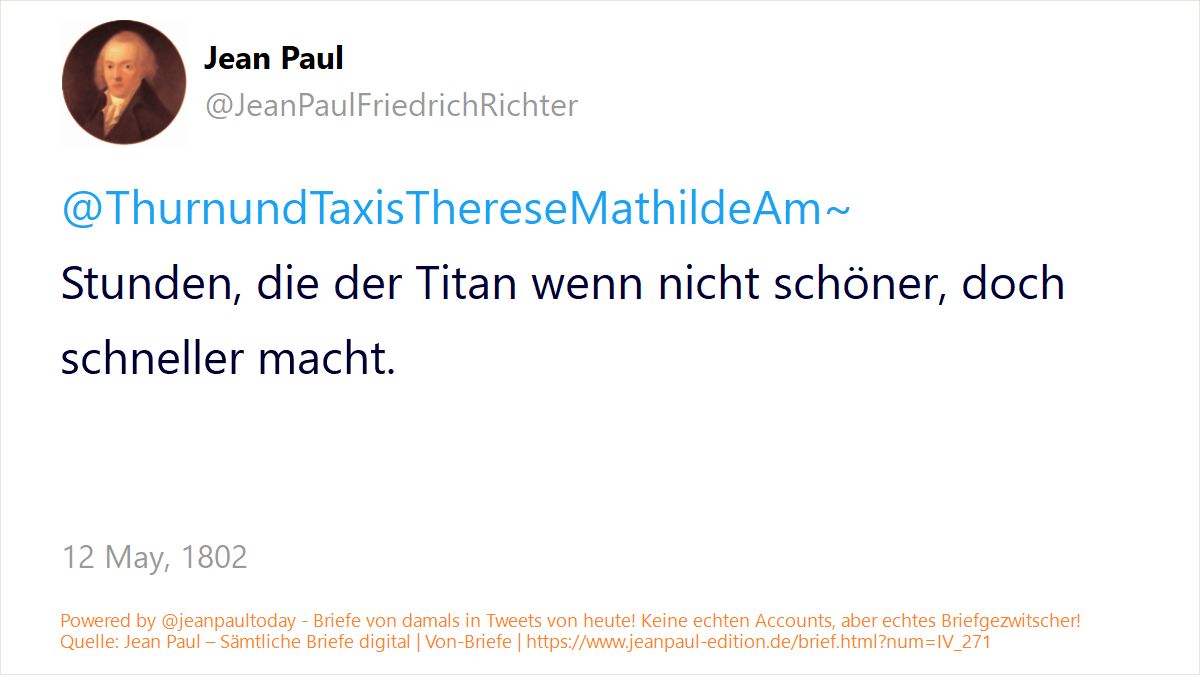 Jean Paul
@JeanPaulFriedrichRichter
@ThurnundTaxisThereseMathildeAm~
Stunden, die der Titan wenn nicht schöner, doch
schneller macht.
12 May, 1802
Powered by @jeanpaultoday - Briefe von damals in Tweets von heute! Keine echten Accounts, aber echtes Briefgezwitscher!
Quelle: Jean Paul – Sämtliche Briefe digital | Von-Briefe | https://www.jeanpaul-edition.de/brief.html?num=IV_271